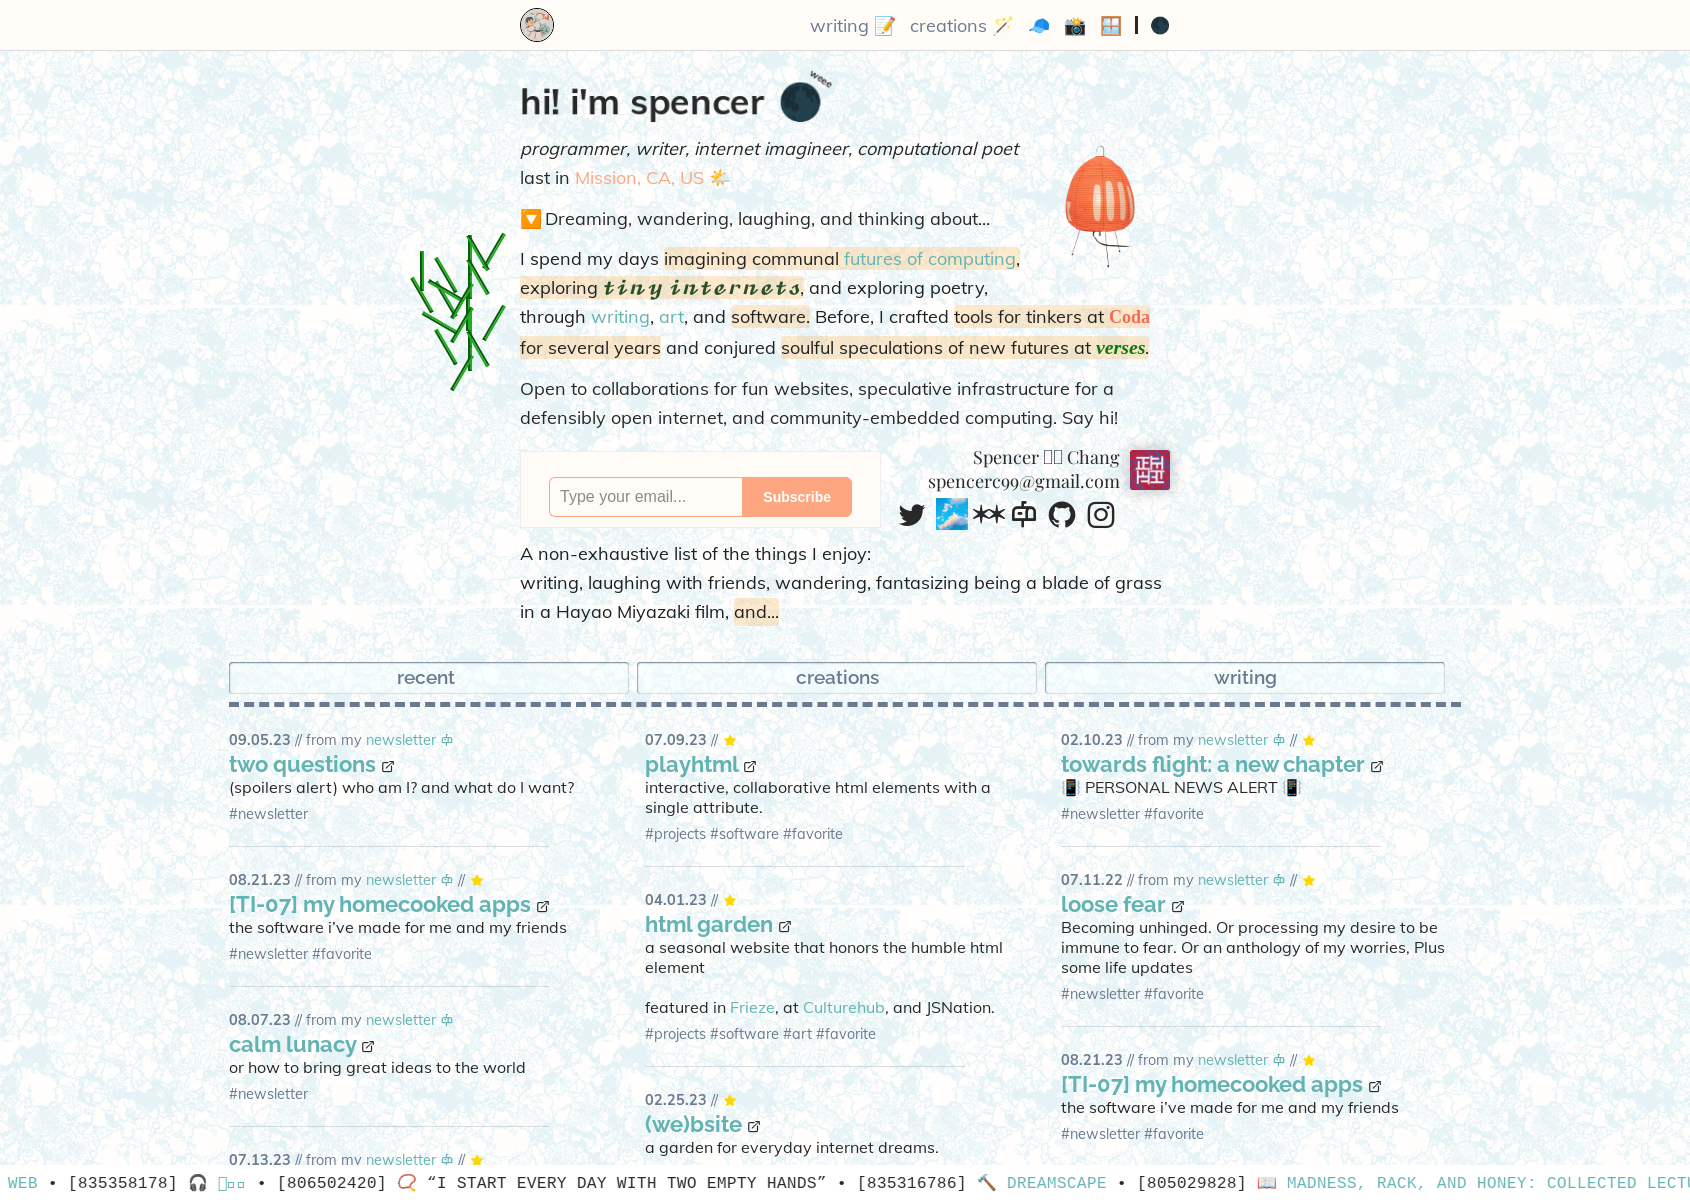 writing 📝 creations 🪄 🧢 📸 🪟 | 🌑
weee
hi! i'm spencer 🌑
programmer, writer, internet imagineer, computational poet
last in Mission, CA, US 🌤️
🔽 Dreaming, wandering, laughing, and thinking about...
I spend my days imagining communal futures of computing,
exploring tiny internets, and exploring poetry,
through writing, art, and software. Before, I crafted tools for tinkers at Coda
for several years and conjured soulful speculations of new futures at verses.
Open to collaborations for fun websites, speculative infrastructure for a
defensibly open internet, and community-embedded computing. Say hi!
Type your email... Subscribe
Spencer Chang
spencerc99@gmail.com
A non-exhaustive list of the things I enjoy:
writing, laughing with friends, wandering, fantasizing being a blade of grass
in a Hayao Miyazaki film, and...
recent
09.05.23 // from my newsletter
two questions
(spoilers alert) who am I? and what do I want?
#newsletter
08.21.23 // from my newsletter // ⭐
[TI-07] my homecooked apps
the software i've made for me and my friends
#newsletter #favorite
08.07.23 // from my newsletter
calm lunacy
or how to bring great ideas to the world
#newsletter
07.13.23 // from my newsletter // ⭐
creations
07.09.23 // ⭐
playhtml
interactive, collaborative html elements with a
single attribute.
#projects #software #favorite
04.01.23 // ⭐
html garden
a seasonal website that honors the humble html
element
featured in Frieze, at Culturehub, and JSNation.
#projects #software #art #favorite
02.25.23 // ⭐
(we)bsite
a garden for everyday internet dreams.
writing
02.10.23 // from my newsletter // ⭐
towards flight: a new chapter
📳 PERSONAL NEWS ALERT 📳
#newsletter #favorite
07.11.22 // from my newsletter // ⭐
loose fear
Becoming unhinged. Or processing my desire to be
immune to fear. Or an anthology of my worries, Plus
some life updates
#newsletter #favorite
08.21.23 // from my newsletter // ⭐
[TI-07] my homecooked apps
the software i've made for me and my friends
#newsletter #favorite
WEB • [835358178] 🎧 • [806502420] 📿 “I START EVERY DAY WITH TWO EMPTY HANDS” • [835316786] 🔨 DREAMSCAPE • [805029828] 📖 MADNESS, RACK, AND HONEY: COLLECTED LECTU